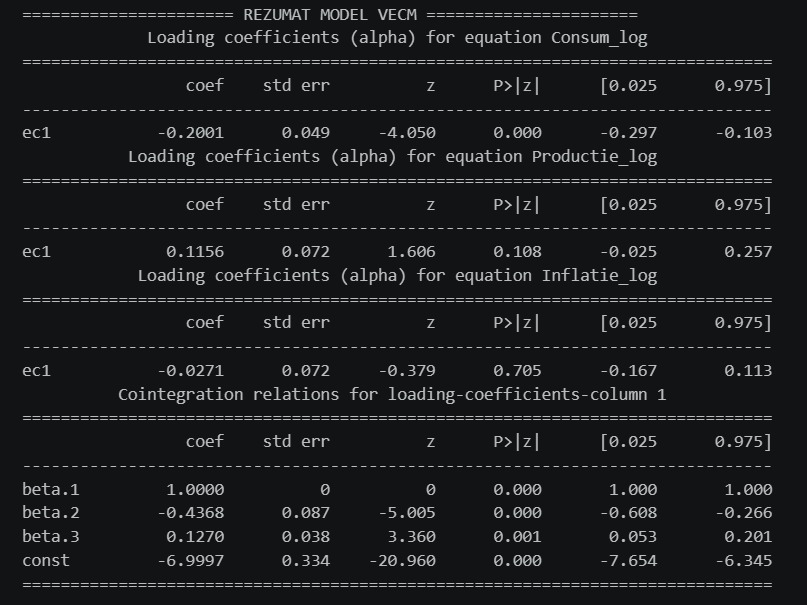 ====================== REZUMAT MODEL VECM ======================
Loading coefficients (alpha) for equation Consum_log
==============================================================================
coef std err z P>|z| [0.025 0.975]
------------------------------------------------------------------------------
ec1 -0.2001 0.049 -4.050 0.000 -0.297 -0.103
Loading coefficients (alpha) for equation Productie_log
==============================================================================
coef std err z P>|z| [0.025 0.975]
------------------------------------------------------------------------------
ec1 0.1156 0.072 1.606 0.108 -0.025 0.257
Loading coefficients (alpha) for equation Inflatie_log
==============================================================================
coef std err z P>|z| [0.025 0.975]
------------------------------------------------------------------------------
ec1 -0.0271 0.072 -0.379 0.705 -0.167 0.113
Cointegration relations for loading-coefficients-column 1
==============================================================================
coef std err z P>|z| [0.025 0.975]
------------------------------------------------------------------------------
beta.1 1.0000 0 0 0.000 1.000 1.000
beta.2 -0.4368 0.087 -5.005 0.000 -0.608 -0.266
beta.3 0.1270 0.038 3.360 0.001 0.053 0.201
const -6.9997 0.334 -20.960 0.000 -7.654 -6.345
==============================================================================